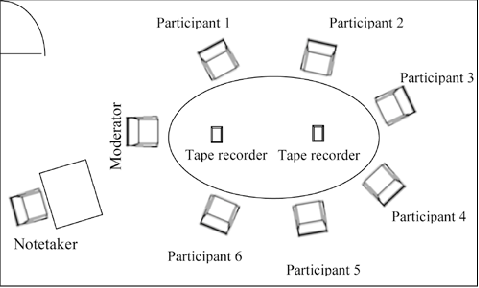 Participant 1
Participant 2
Participant 3
Moderator
Tape recorder
Tape recorder
Participant 4
Notetaker
Participant 6
Participant 5